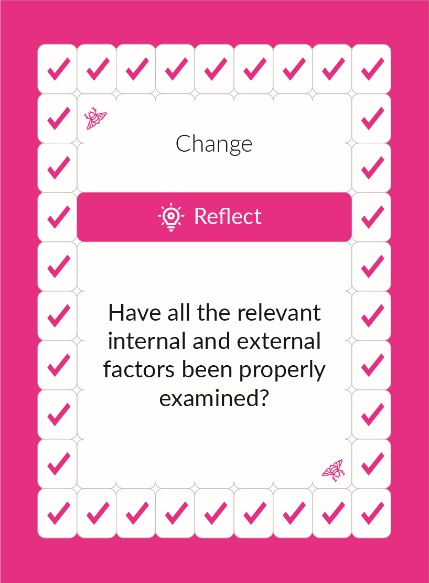 Change
Reflect
Have all the relevant
internal and external
factors been properly
examined?